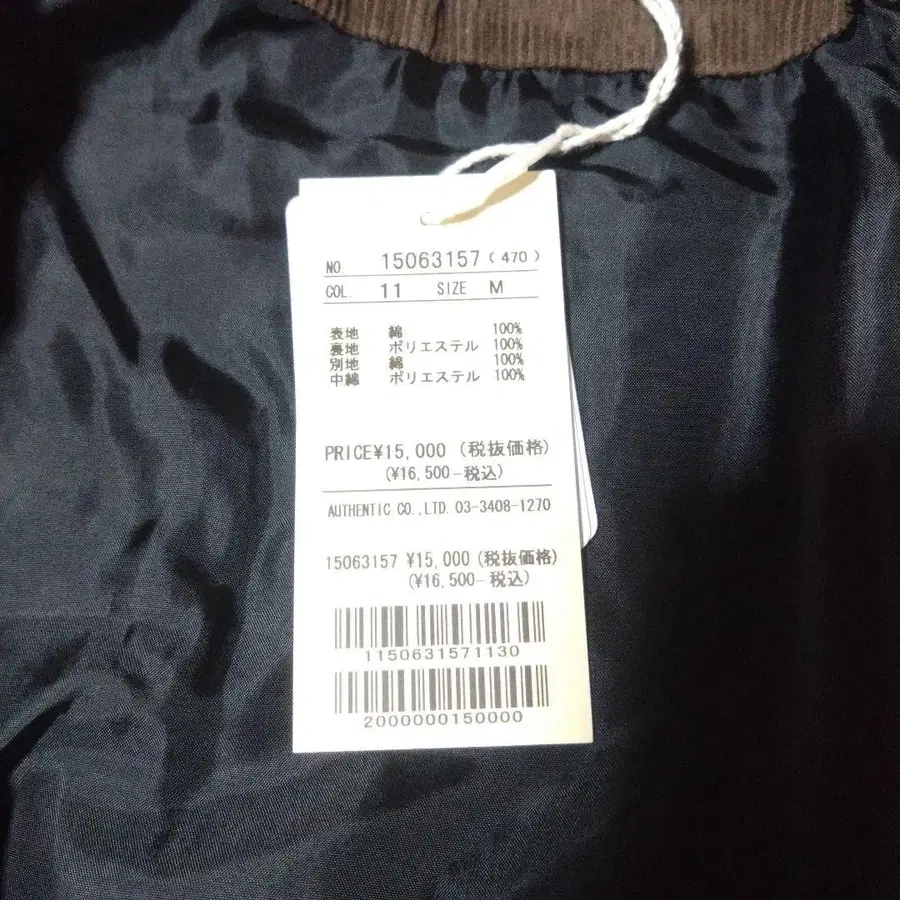 NO. 15063157 (470)
COL. 11 SIZE M
表地 綿 100%
裏地 ポリエステル 100%
別地 綿 100%
中綿 ポリエステル 100%
PRICE¥15,000 (税抜価格)
(¥16,500-税込)
AUTHENTIC CO.,LTD. 03-3408-1270
15063157 ¥15,000 (税抜価格)
(¥16,500-税込)
1150631571130
2000000150000